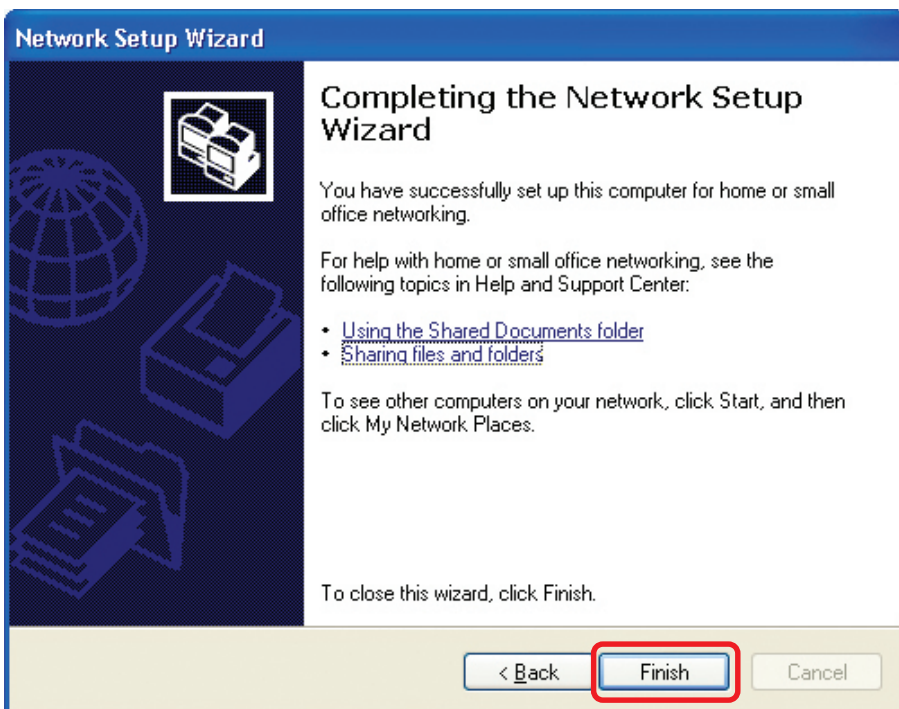 Network Setup Wizard
Completing the Network Setup
Wizard
You have successfully set up this computer for home or small
office networking.
For help with home or small office networking, see the
following topics in Help and Support Center:
• Using the Shared Documents folder
• Sharing files and folders
To see other computers on your network, click Start, and then
click My Network Places.
To close this wizard, click Finish.
< Back Finish Cancel